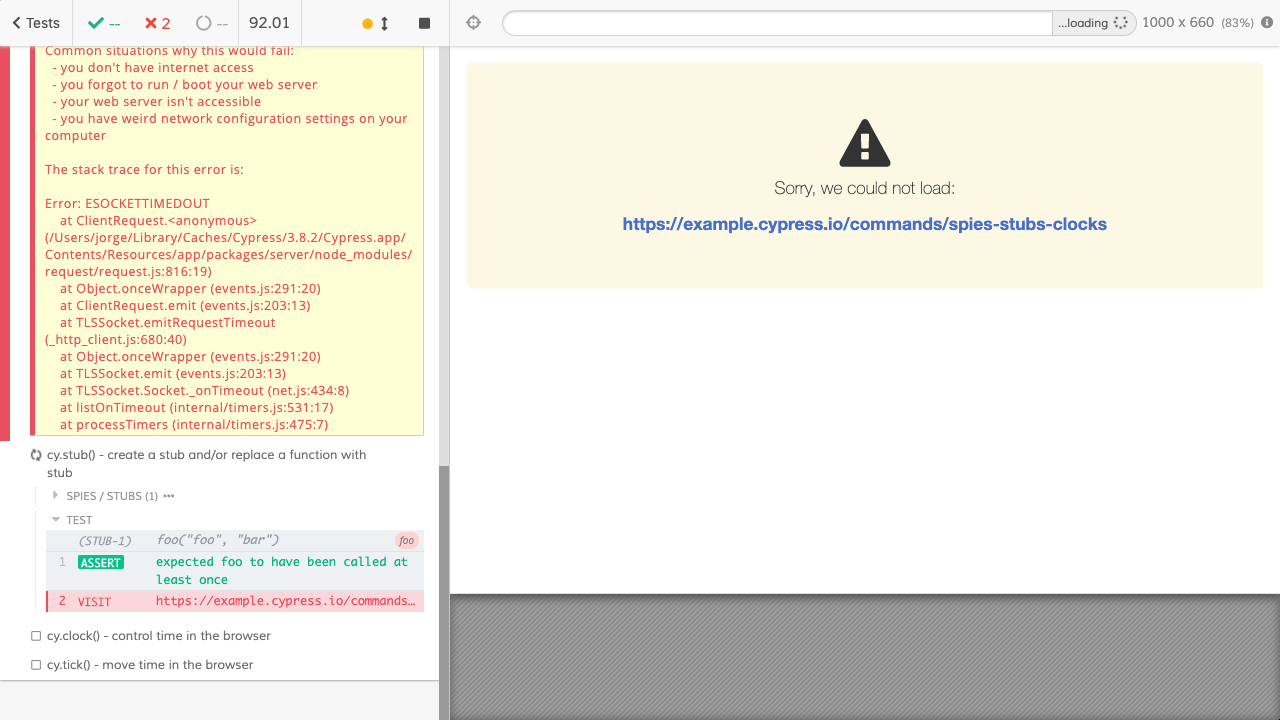 Tests
--
2
--
92.01
...loading
1000 x 660 (83%)
Common situations why this would fail:
- you don't have internet access
- you forgot to run / boot your web server
- your web server isn't accessible
- you have weird network configuration settings on your
computer
The stack trace for this error is:
Error: ESOCKETTIMEDOUT
at ClientRequest.<anonymous>
(/Users/jorge/Library/Caches/Cypress/3.8.2/Cypress.app/
Contents/Resources/app/packages/server/node_modules/
request/request.js:816:19)
at Object.onceWrapper (events.js:291:20)
at ClientRequest.emit (events.js:203:13)
at TLSSocket.emitRequestTimeout
(_http_client.js:680:40)
at Object.onceWrapper (events.js:291:20)
at TLSSocket.emit (events.js:203:13)
at TLSSocket.Socket._onTimeout (net.js:434:8)
at listOnTimeout (internal/timers.js:531:17)
at processTimers (internal/timers.js:475:7)
cy.stub() - create a stub and/or replace a function with
stub
SPIES / STUBS (1) •••
TEST
(STUB-1) foo("foo", "bar") foo
1 ASSERT expected foo to have been called at
least once
2 VISIT https://example.cypress.io/commands...
cy.clock() - control time in the browser
cy.tick() - move time in the browser
Sorry, we could not load:
https://example.cypress.io/commands/spies-stubs-clocks